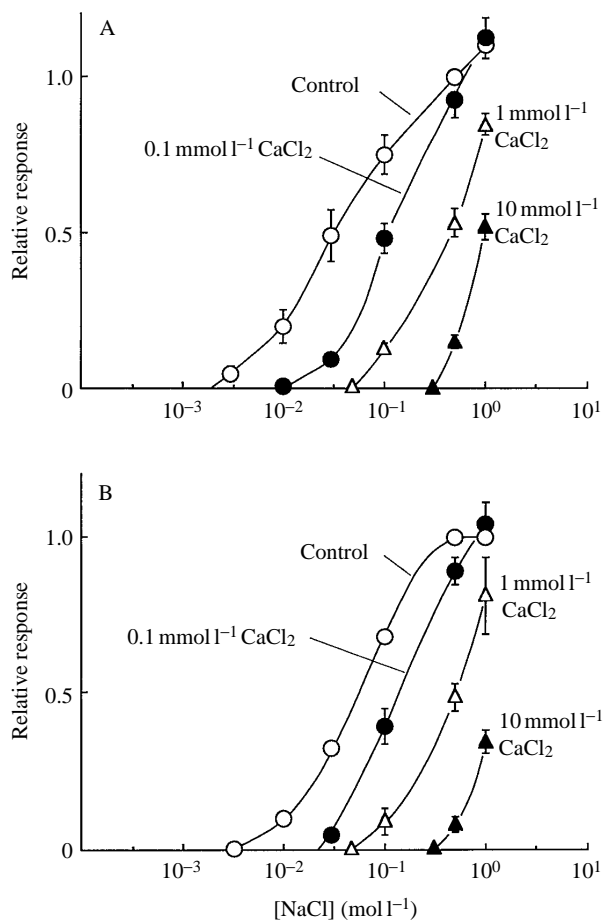 A
Relative response
1.0
0.5
0
Control
0.1 mmol l⁻¹ CaCl₂
1 mmol l⁻¹
CaCl₂
10 mmol l⁻¹
CaCl₂
10⁻³ 10⁻² 10⁻¹ 10⁰ 10¹
B
Relative response
1.0
0.5
0
Control
0.1 mmol l⁻¹ CaCl₂
1 mmol l⁻¹
CaCl₂
10 mmol l⁻¹
CaCl₂
10⁻³ 10⁻² 10⁻¹ 10⁰ 10¹
[NaCl] (mol l⁻¹)